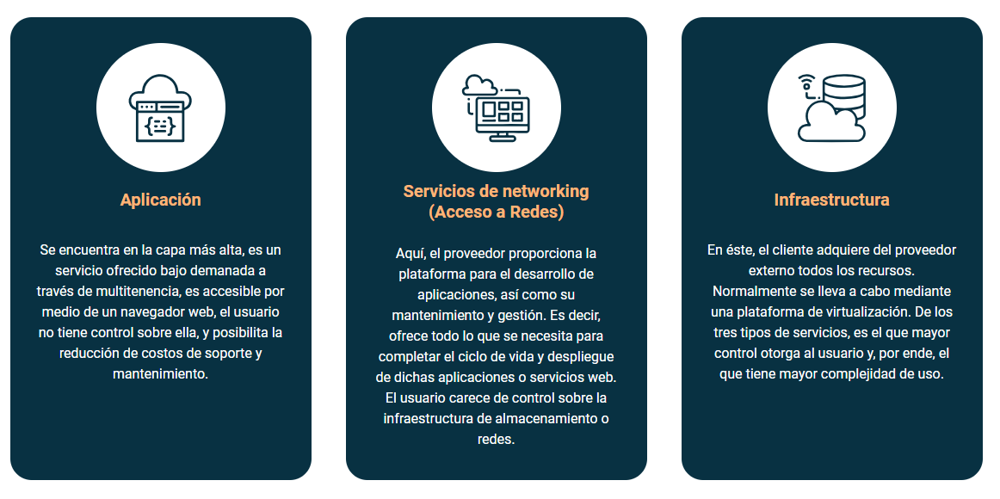 Aplicación
Se encuentra en la capa más alta, es un
servicio ofrecido bajo demanada a
través de multitenencia, es accesible por
medio de un navegador web, el usuario
no tiene control sobre ella, y posibilita la
reducción de costos de soporte y
mantenimiento.
Servicios de networking
(Acceso a Redes)
Aquí, el proveedor proporciona la
plataforma para el desarrollo de
aplicaciones, así como su
mantenimiento y gestión. Es decir,
ofrece todo lo que se necesita para
completar el ciclo de vida y despliegue
de dichas aplicaciones o servicios web.
El usuario carece de control sobre la
infraestructura de almacenamiento o
redes.
Infraestructura
En éste, el cliente adquiere del proveedor
externo todos los recursos.
Normalmente se lleva a cabo mediante
una plataforma de virtualización. De los
tres tipos de servicios, es el que mayor
control otorga al usuario y, por ende, el
que tiene mayor complejidad de uso.